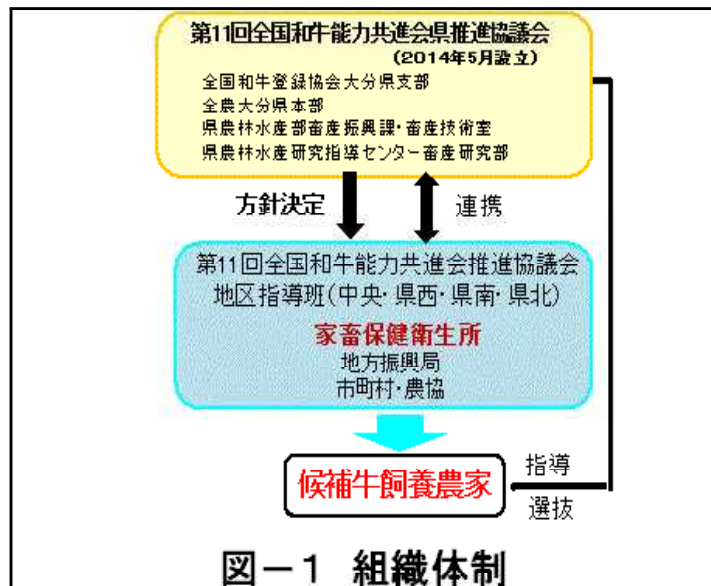 第11回全国和牛能力共進会県推進協議会
(2014年5月設立)
全国和牛登録協会大分県支部
全農大分県本部
県農林水産部畜産振興課・畜産技術室
県農林水産研究指導センター畜産研究部
方針決定
連携
第11回全国和牛能力共進会推進協議会
地区指導班(中央・県西・県南・県北)
家畜保健衛生所
地方振興局
市町村・農協
候補牛飼養農家
指導
選抜
図－1 組織体制